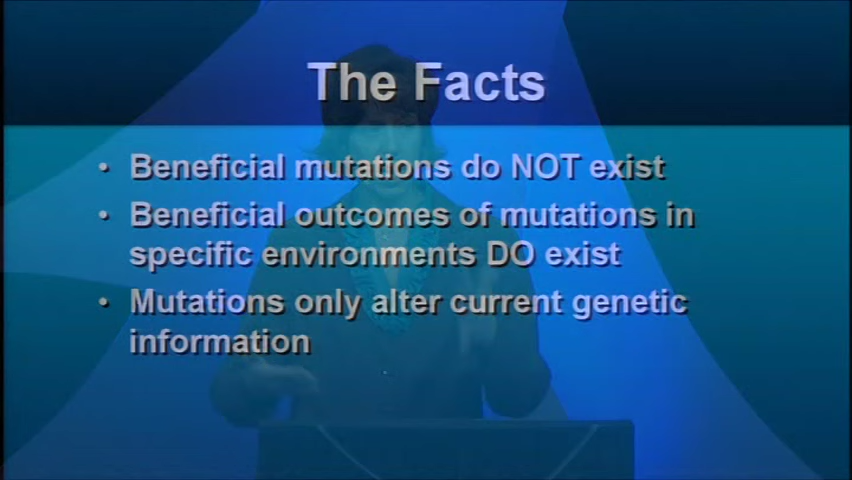 The Facts
• Beneficial mutations do NOT exist
• Beneficial outcomes of mutations in
specific environments DO exist
• Mutations only alter current genetic
information